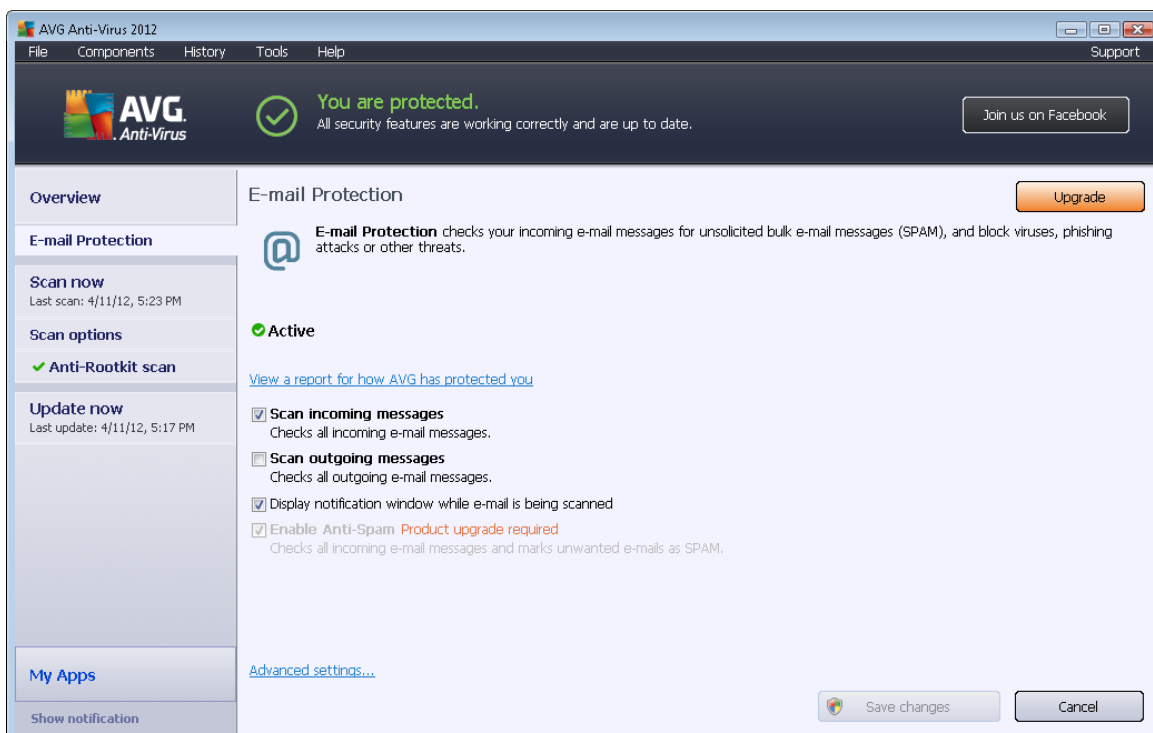 AVG Anti-Virus 2012
File Components History Tools Help Support
AVG.
Anti-Virus
You are protected.
All security features are working correctly and are up to date.
Join us on Facebook
Overview
E-mail Protection
Scan now
Last scan: 4/11/12, 5:23 PM
Scan options
Anti-Rootkit scan
Update now
Last update: 4/11/12, 5:17 PM
My Apps
Show notification
E-mail Protection
Upgrade
@
E-mail Protection checks your incoming e-mail messages for unsolicited bulk e-mail messages (SPAM), and block viruses, phishing
attacks or other threats.
Active
View a report for how AVG has protected you
Scan incoming messages
Checks all incoming e-mail messages.
Scan outgoing messages
Checks all outgoing e-mail messages.
Display notification window while e-mail is being scanned
Enable Anti-Spam Product upgrade required
Checks all incoming e-mail messages and marks unwanted e-mails as SPAM.
Advanced settings...
Save changes
Cancel